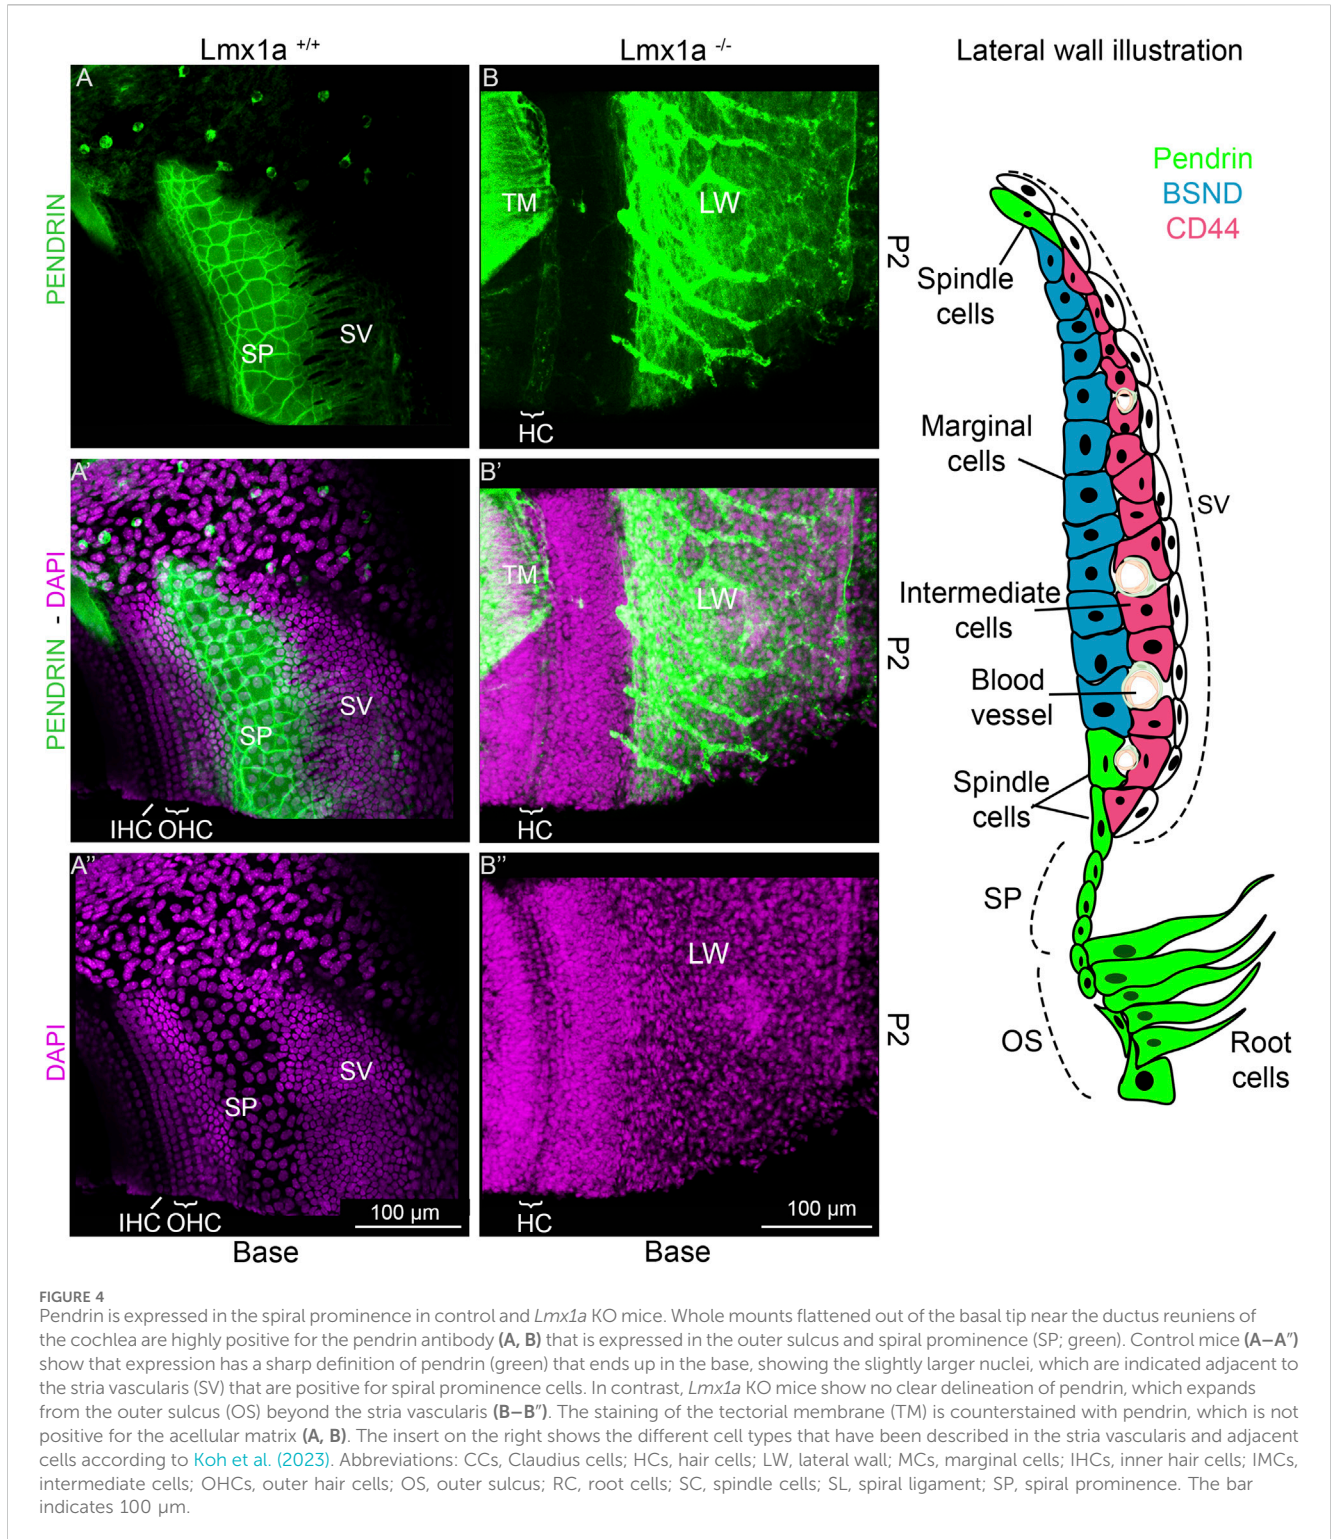 Lmx1a +/+
Lmx1a -/-
Lateral wall illustration
A
PENDRIN
SP
SV
B
TM
LW
HC
P2
A'
PENDRIN - DAPI
SP
SV
IHC OHC
B'
TM
LW
HC
P2
A''
DAPI
SP
SV
IHC OHC
100 µm
Base
B''
LW
HC
100 µm
P2
Base
Pendrin
BSND
CD44
Spindle
cells
Marginal
cells
SV
Intermediate
cells
Blood
vessel
Spindle
cells
SP
OS
Root
cells
FIGURE 4
Pendrin is expressed in the spiral prominence in control and Lmx1a KO mice. Whole mounts flattened out of the basal tip near the ductus reuniens of
the cochlea are highly positive for the pendrin antibody (A, B) that is expressed in the outer sulcus and spiral prominence (SP; green). Control mice (A–A″)
show that expression has a sharp definition of pendrin (green) that ends up in the base, showing the slightly larger nuclei, which are indicated adjacent to
the stria vascularis (SV) that are positive for spiral prominence cells. In contrast, Lmx1a KO mice show no clear delineation of pendrin, which expands
from the outer sulcus (OS) beyond the stria vascularis (B–B″). The staining of the tectorial membrane (TM) is counterstained with pendrin, which is not
positive for the acellular matrix (A, B). The insert on the right shows the different cell types that have been described in the stria vascularis and adjacent
cells according to Koh et al. (2023). Abbreviations: CCs, Claudius cells; HCs, hair cells; LW, lateral wall; MCs, marginal cells; IHCs, inner hair cells; IMCs,
intermediate cells; OHCs, outer hair cells; OS, outer sulcus; RC, root cells; SC, spindle cells; SL, spiral ligament; SP, spiral prominence. The bar
indicates 100 µm.